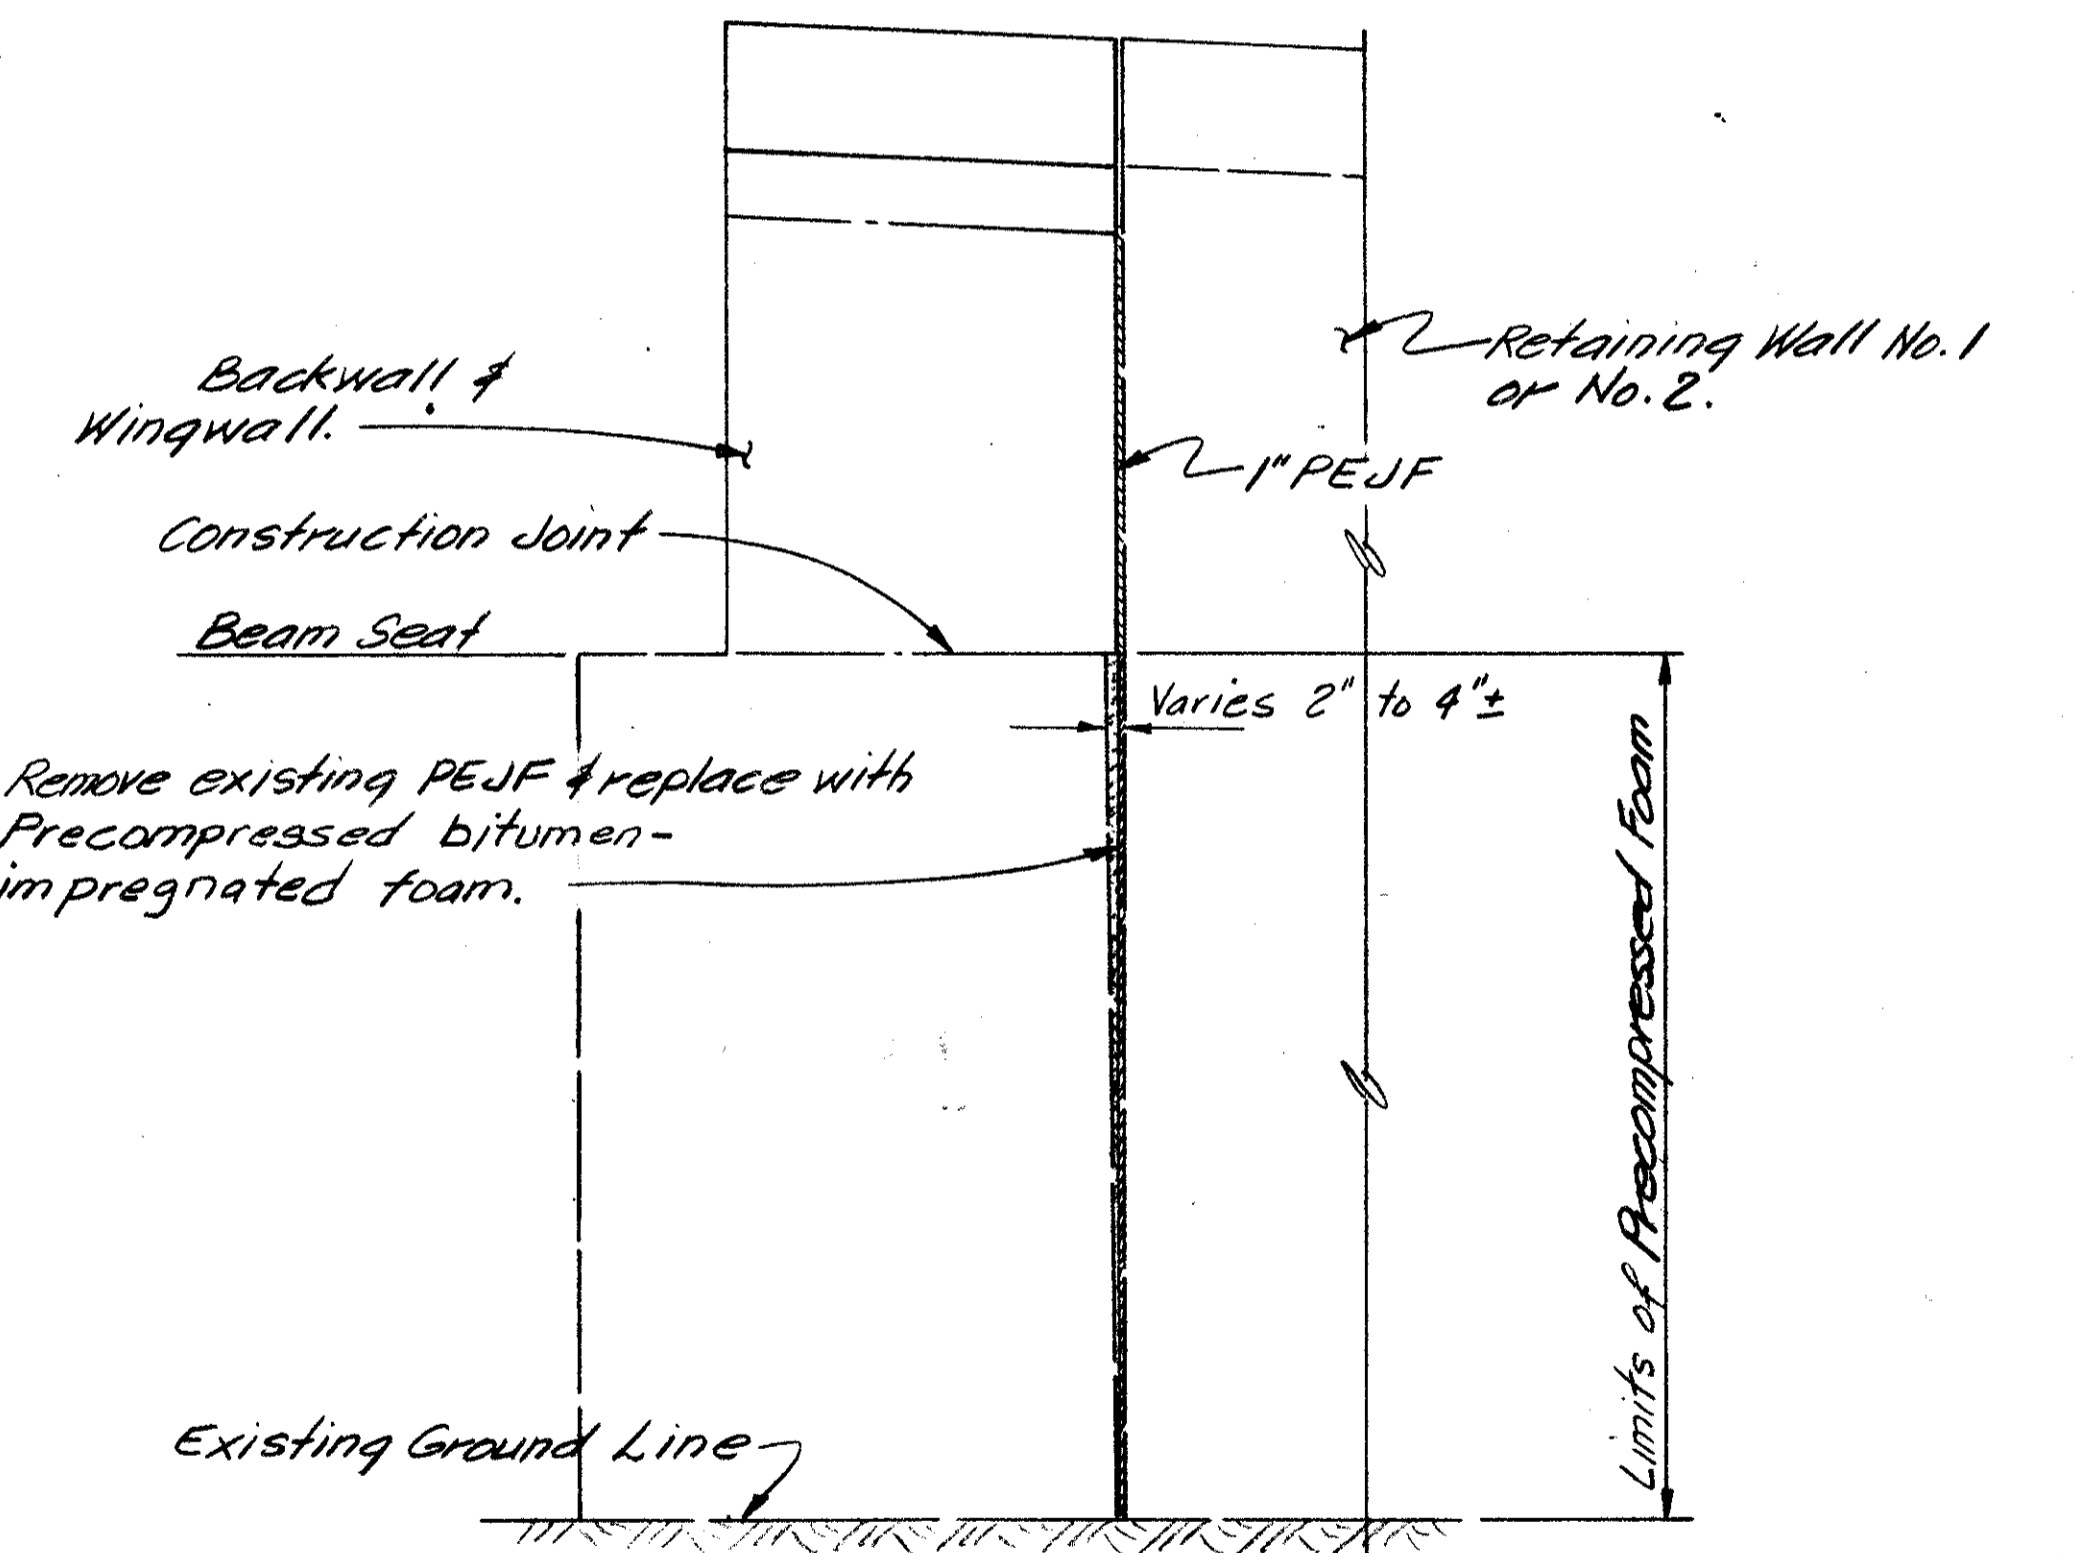 Backwall &
Wingwall.
Retaining Wall No. 1
or No. 2.
1" PEJF
Construction Joint
Beam Seat
Varies 2" to 4"±
Remove existing PEJF & replace with
Precompressed bitumen-
impregnated foam.
Limits of Precompressed Foam
Existing Ground Line